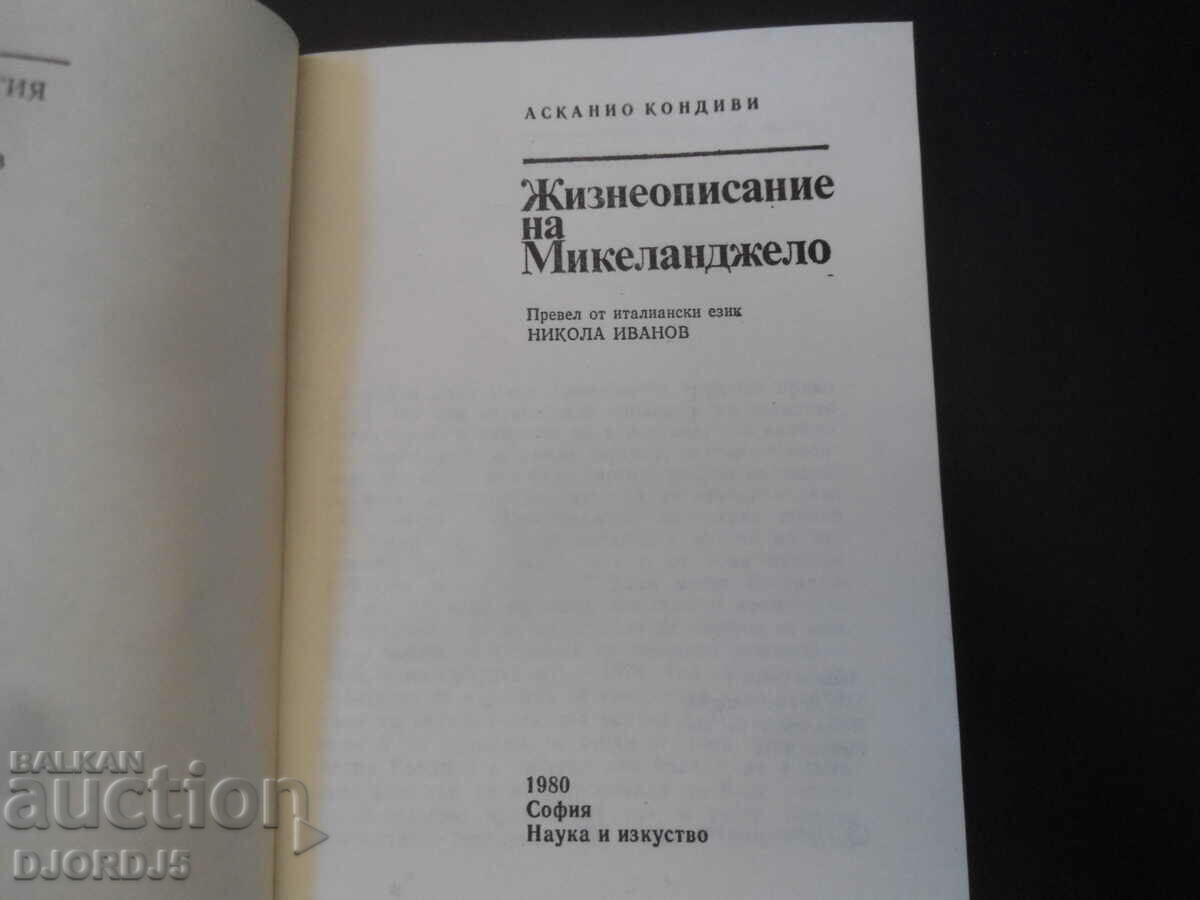 АСКАНИО КОНДИВИ
Жизнеописание
на
Микеланджело
Превел от италиански език
НИКОЛА ИВАНОВ
1980
София
Наука и изкуство
BALKAN
auction
DJORDJ5